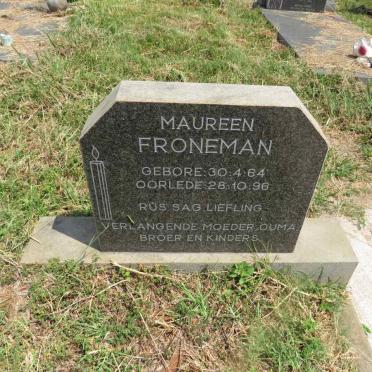 MAUREEN
FRONEMAN
GEBORE: 30·4·64
OORLEDE: 28·10·96
RUS SAG LIEFLING
VERLANGENDE MOEDER, OUMA,
BROER EN KINDERS